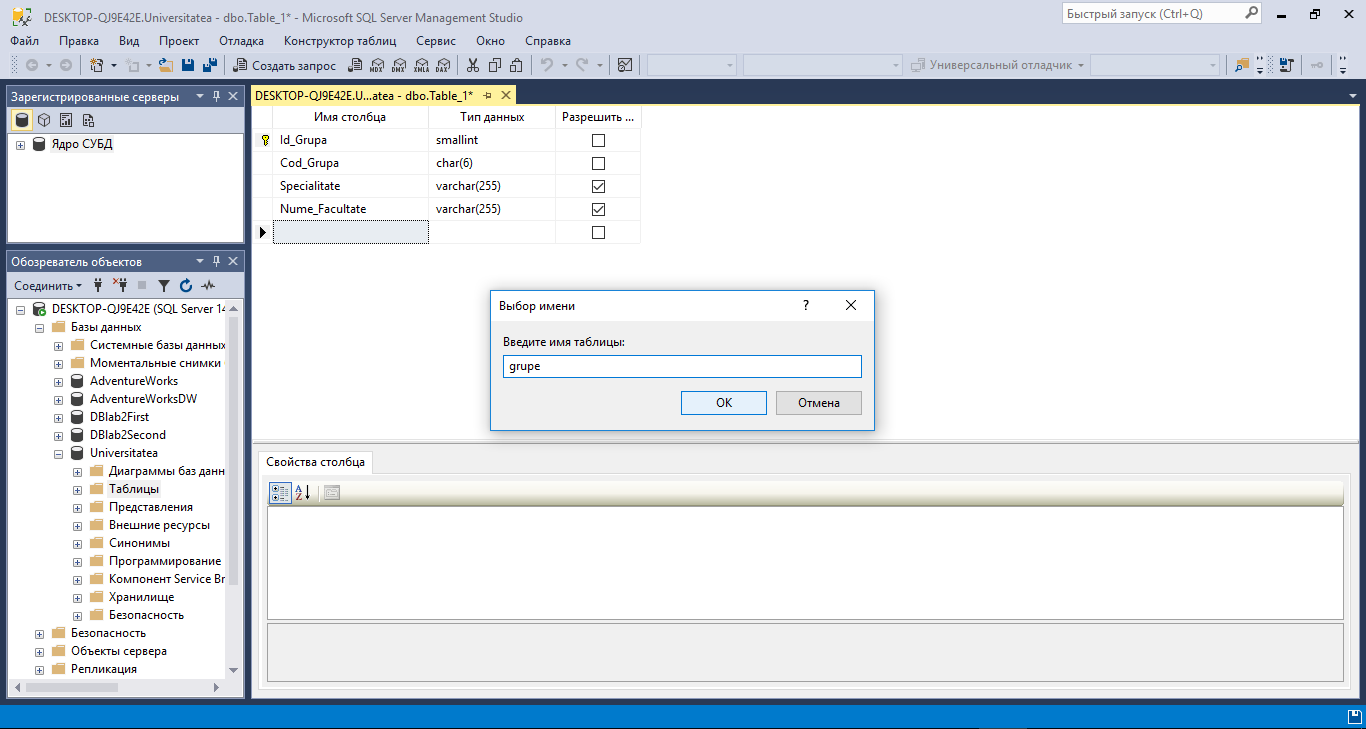 DESKTOP-QJ9E42E.Universitatea - dbo.Table_1* - Microsoft SQL Server Management Studio
Быстрый запуск (Ctrl+Q)
Файл Правка Вид Проект Отладка Конструктор таблиц Сервис Окно Справка
Создать запрос MDX DMX XMLA DAX Универсальный отладчик
Зарегистрированные серверы
Ядро СУБД
DESKTOP-QJ9E42E.U...atea - dbo.Table_1*
Имя столбца Тип данных Разрешить ...
Id_Grupa smallint
Cod_Grupa char(6)
Specialitate varchar(255)
Nume_Facultate varchar(255)
Обозреватель объектов
Соединить
DESKTOP-QJ9E42E (SQL Server 14
Базы данных
Системные базы данных
Моментальные снимки
AdventureWorks
AdventureWorksDW
DBlab2First
DBlab2Second
Universitatea
Диаграммы баз данн
Таблицы
Представления
Внешние ресурсы
Синонимы
Программирование
Компонент Service Br
Хранилище
Безопасность
Безопасность
Объекты сервера
Репликация
Выбор имени
Введите имя таблицы:
grupe
OK Отмена
Свойства столбца